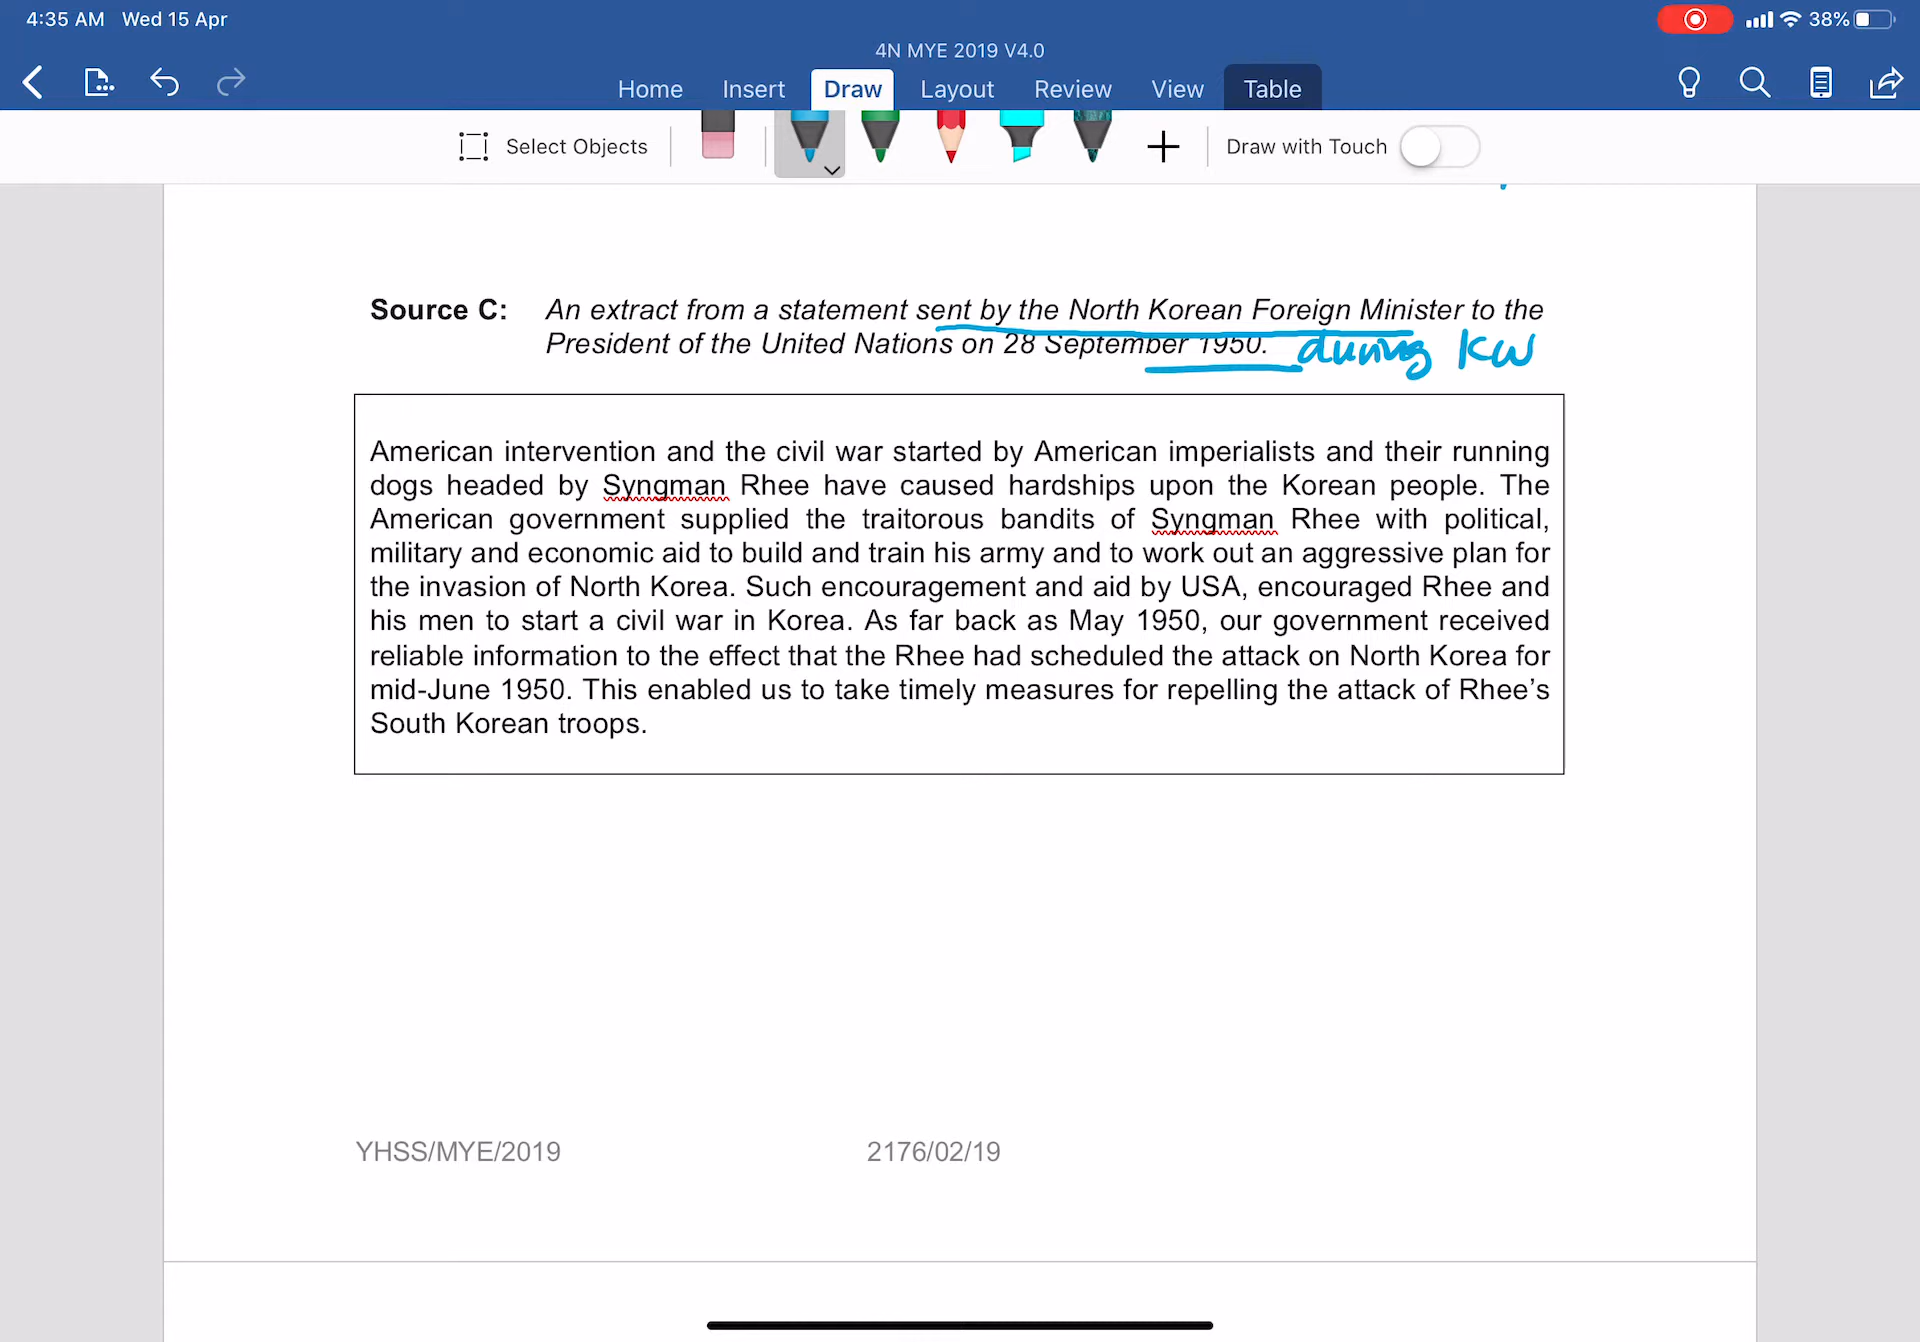 4:35 AM Wed 15 Apr
38%
4N MYE 2019 V4.0
Home Insert Draw Layout Review View Table
Select Objects
Draw with Touch
Source C: An extract from a statement sent by the North Korean Foreign Minister to the
President of the United Nations on 28 September 1950. during KW
American intervention and the civil war started by American imperialists and their running
dogs headed by Syngman Rhee have caused hardships upon the Korean people. The
American government supplied the traitorous bandits of Syngman Rhee with political,
military and economic aid to build and train his army and to work out an aggressive plan for
the invasion of North Korea. Such encouragement and aid by USA, encouraged Rhee and
his men to start a civil war in Korea. As far back as May 1950, our government received
reliable information to the effect that the Rhee had scheduled the attack on North Korea for
mid-June 1950. This enabled us to take timely measures for repelling the attack of Rhee’s
South Korean troops.
YHSS/MYE/2019 2176/02/19